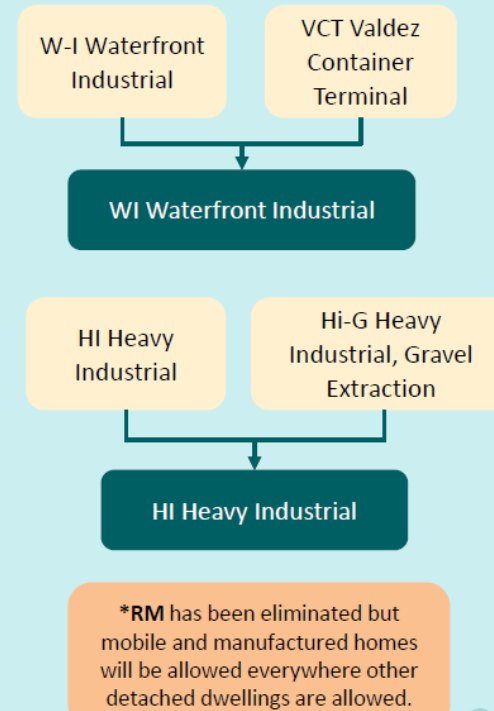 W-I Waterfront
Industrial
VCT Valdez
Container
Terminal
WI Waterfront Industrial
HI Heavy
Industrial
Hi-G Heavy
Industrial, Gravel
Extraction
HI Heavy Industrial
*RM has been eliminated but
mobile and manufactured homes
will be allowed everywhere other
detached dwellings are allowed.